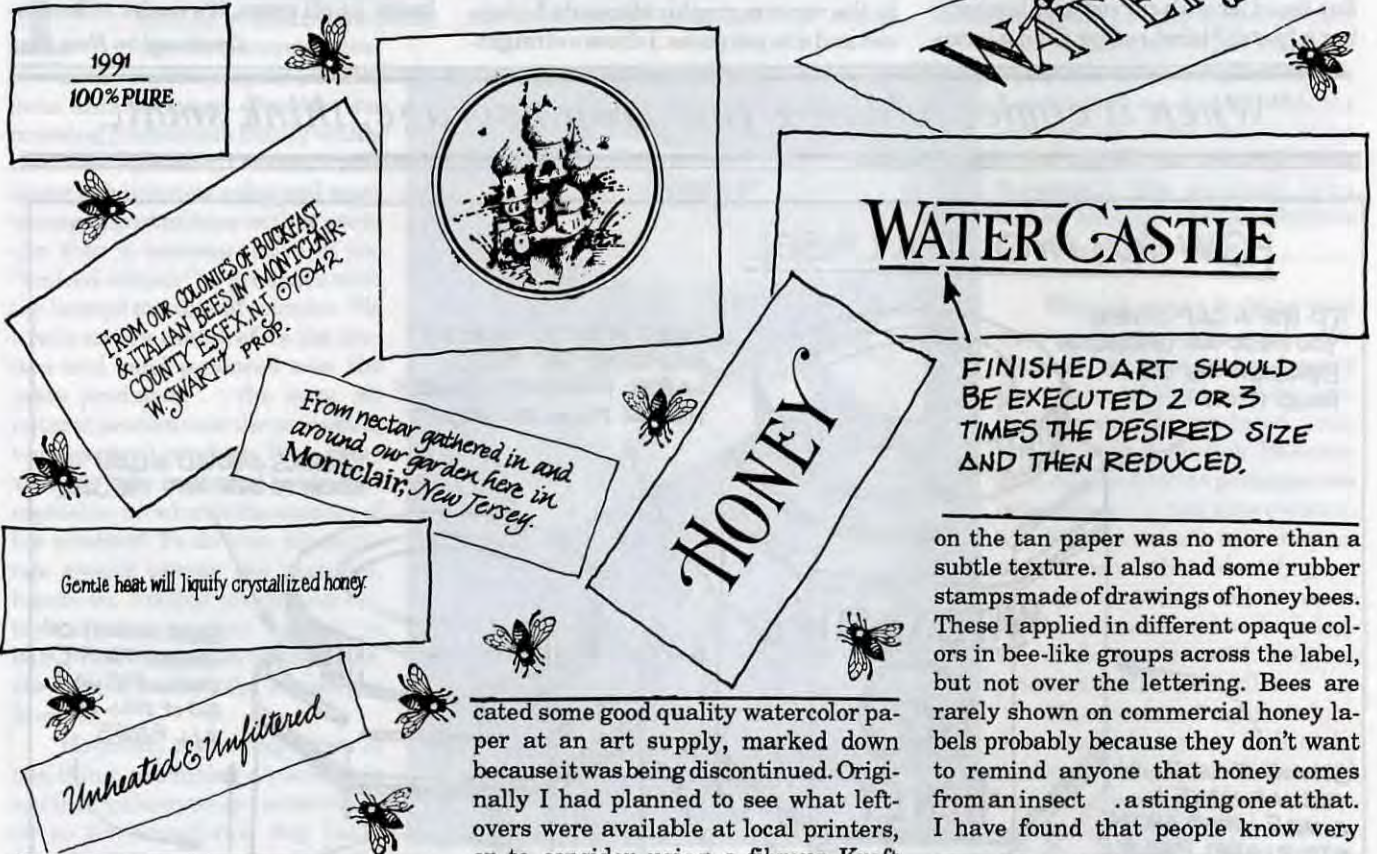 1991
100% PURE.
WATER
FROM OUR COLONIES OF BUCKFAST
& ITALIAN BEES IN MONTCLAIR-
COUNTY ESSEX, N.J. 07042
W. SWARTZ PROP.
WATER CASTLE
FINISHED ART SHOULD
BE EXECUTED 2 OR 3
TIMES THE DESIRED SIZE
AND THEN REDUCED.
From nectar gathered in and
around our garden here in
Montclair, New Jersey.
HONEY
Gentle heat will liquify crystallized honey.
Unheated & Unfiltered
cated some good quality watercolor pa-
per at an art supply, marked down
because it was being discontinued. Origi-
nally I had planned to see what left-
overs were available at local printers,
or to consider using a
on the tan paper was no more than a
subtle texture. I also had some rubber
stamps made of drawings of honey bees.
These I applied in different opaque col-
ors in bee-like groups across the label,
but not over the lettering. Bees are
rarely shown on commercial honey la-
bels probably because they don't want
to remind anyone that honey comes
from an insect . a stinging one at that.
I have found that people know very